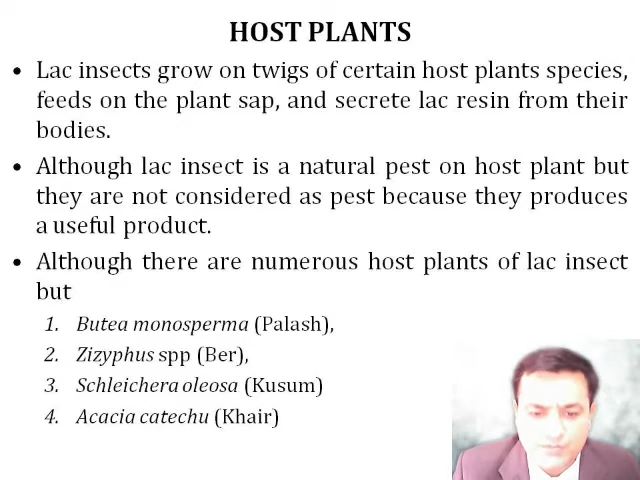 HOST PLANTS
• Lac insects grow on twigs of certain host plants species,
feeds on the plant sap, and secrete lac resin from their
bodies.
• Although lac insect is a natural pest on host plant but
they are not considered as pest because they produces
a useful product.
• Although there are numerous host plants of lac insect
but
1. Butea monosperma (Palash),
2. Zizyphus spp (Ber),
3. Schleichera oleosa (Kusum)
4. Acacia catechu (Khair)